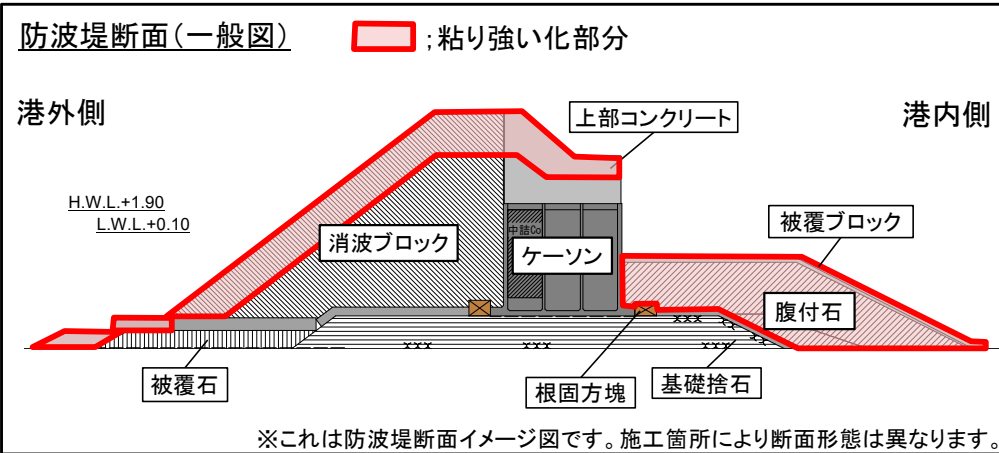 防波堤断面(一般図)
;粘り強い化部分
港外側
港内側
上部コンクリート
H.W.L.+1.90
L.W.L.+0.10
被覆ブロック
中詰Co
消波ブロック
ケーソン
腹付石
被覆石
根固方塊
基礎捨石
※これは防波堤断面イメージ図です。施工箇所により断面形態は異なります。